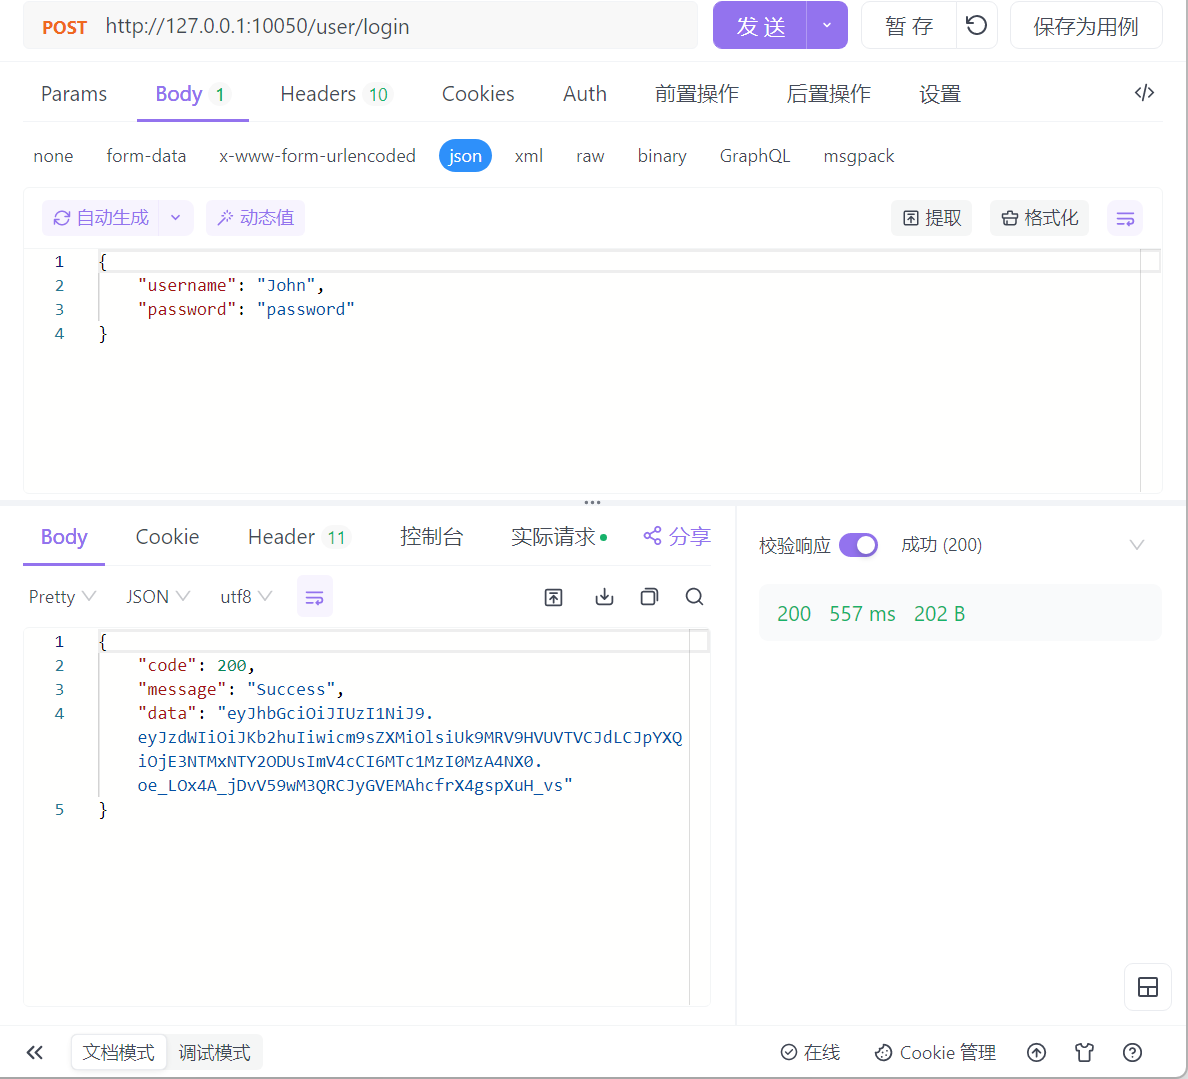 POST http://127.0.0.1:10050/user/login 发送 暂存 保存为用例
Params Body 1 Headers 10 Cookies Auth 前置操作 后置操作 设置 </>
none form-data x-www-form-urlencoded json xml raw binary GraphQL msgpack
自动生成 动态值 提取 格式化
1 {
2 "username": "John",
3 "password": "password"
4 }
Body Cookie Header 11 控制台 实际请求 分享
校验响应 成功 (200)
Pretty JSON utf8
200 557 ms 202 B
1 {
2 "code": 200,
3 "message": "Success",
4 "data": "eyJhbGciOiJIUzI1NiJ9.
eyJzdWIiOiJKb2huIiwicm9sZXMiOlsiUk9MRV9HVUVTVCJdLCJpYXQ
iOjE3NTMxNTY2ODUsImV4cCI6MTc1MzI0MzA4NX0.
oe_LOx4A_jDvV59wM3QRCJyGVEMAhcfrX4gspXuH_vs"
5 }
文档模式 调试模式 在线 Cookie 管理